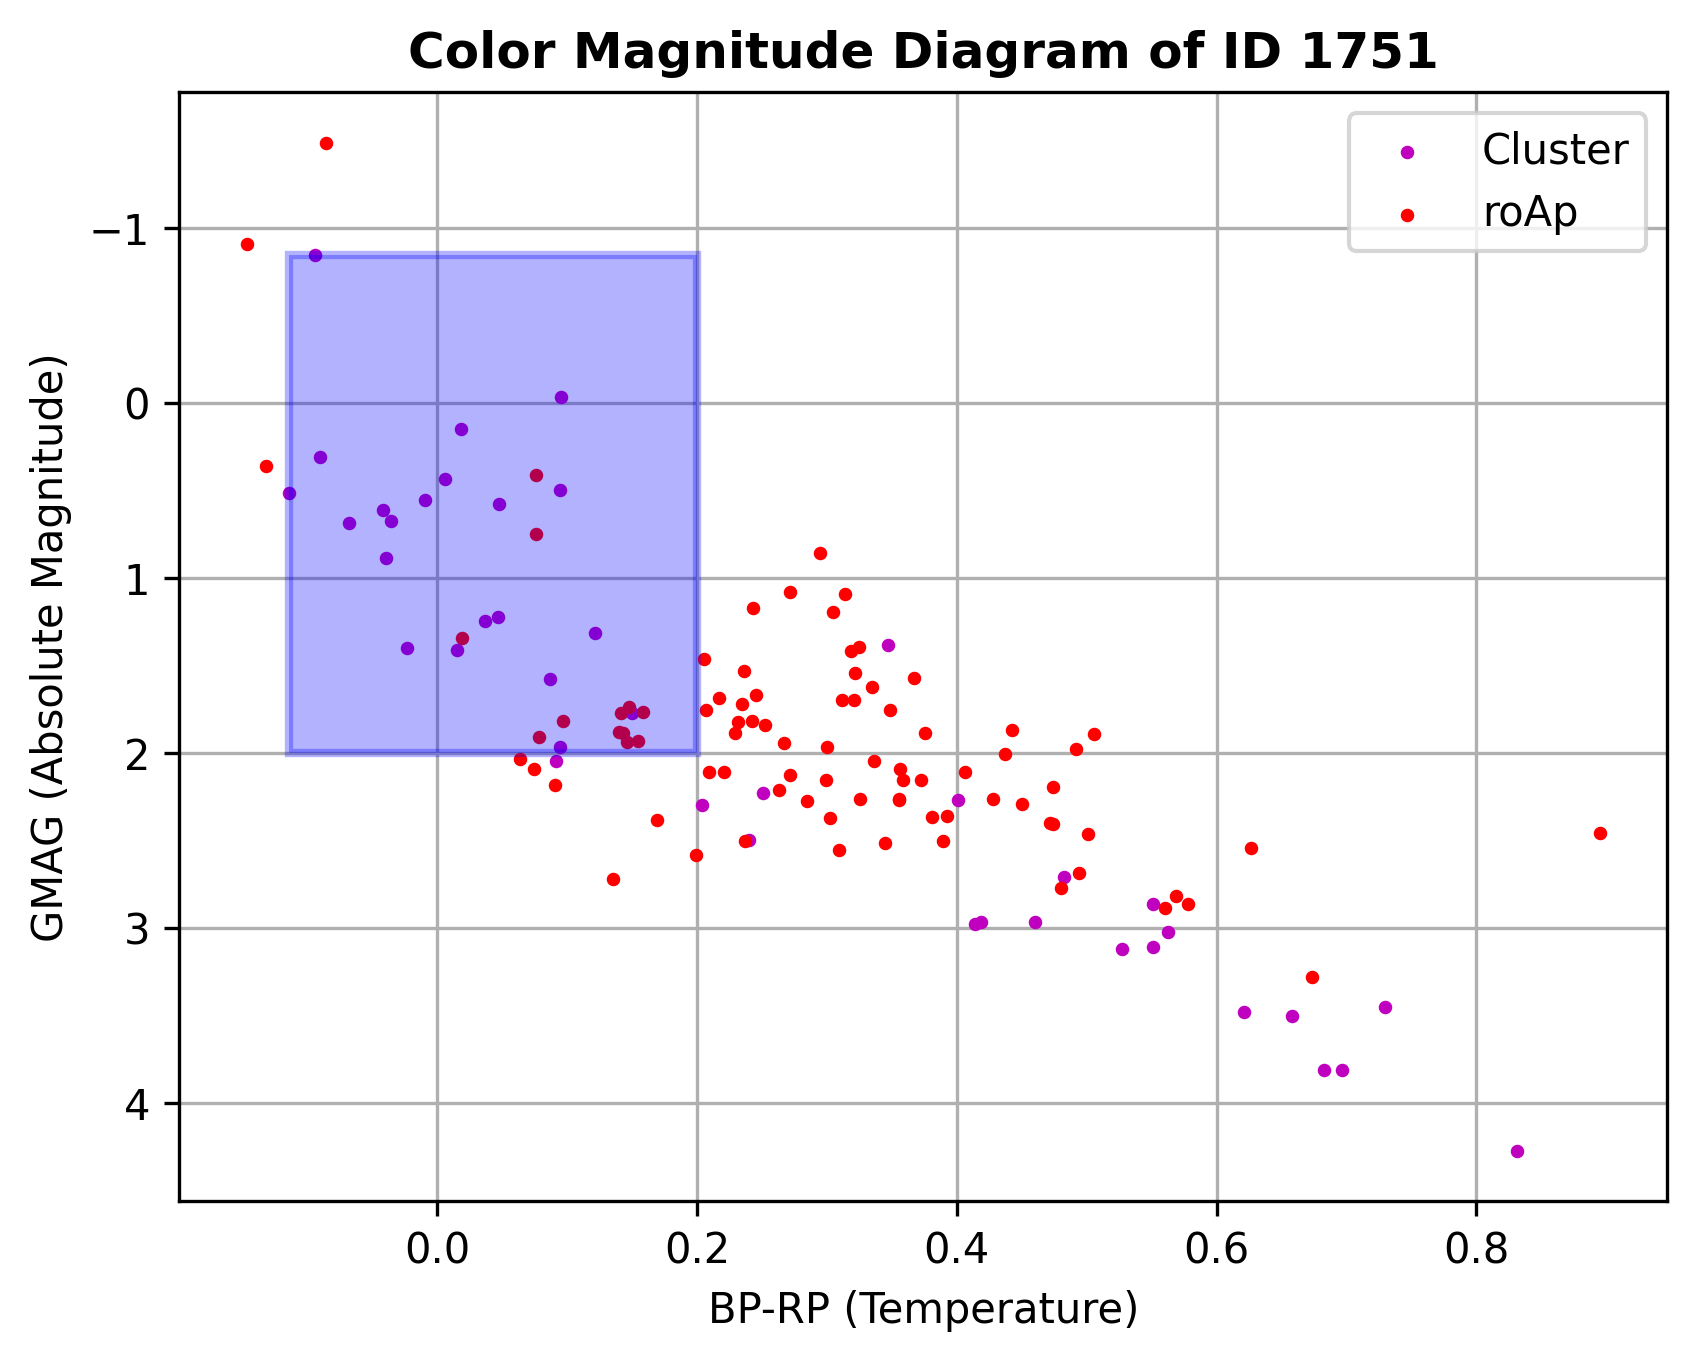 Color Magnitude Diagram of ID 1751
Cluster
roAp
−1
0
1
2
3
4
GMAG (Absolute Magnitude)
0.0 0.2 0.4 0.6 0.8
BP-RP (Temperature)